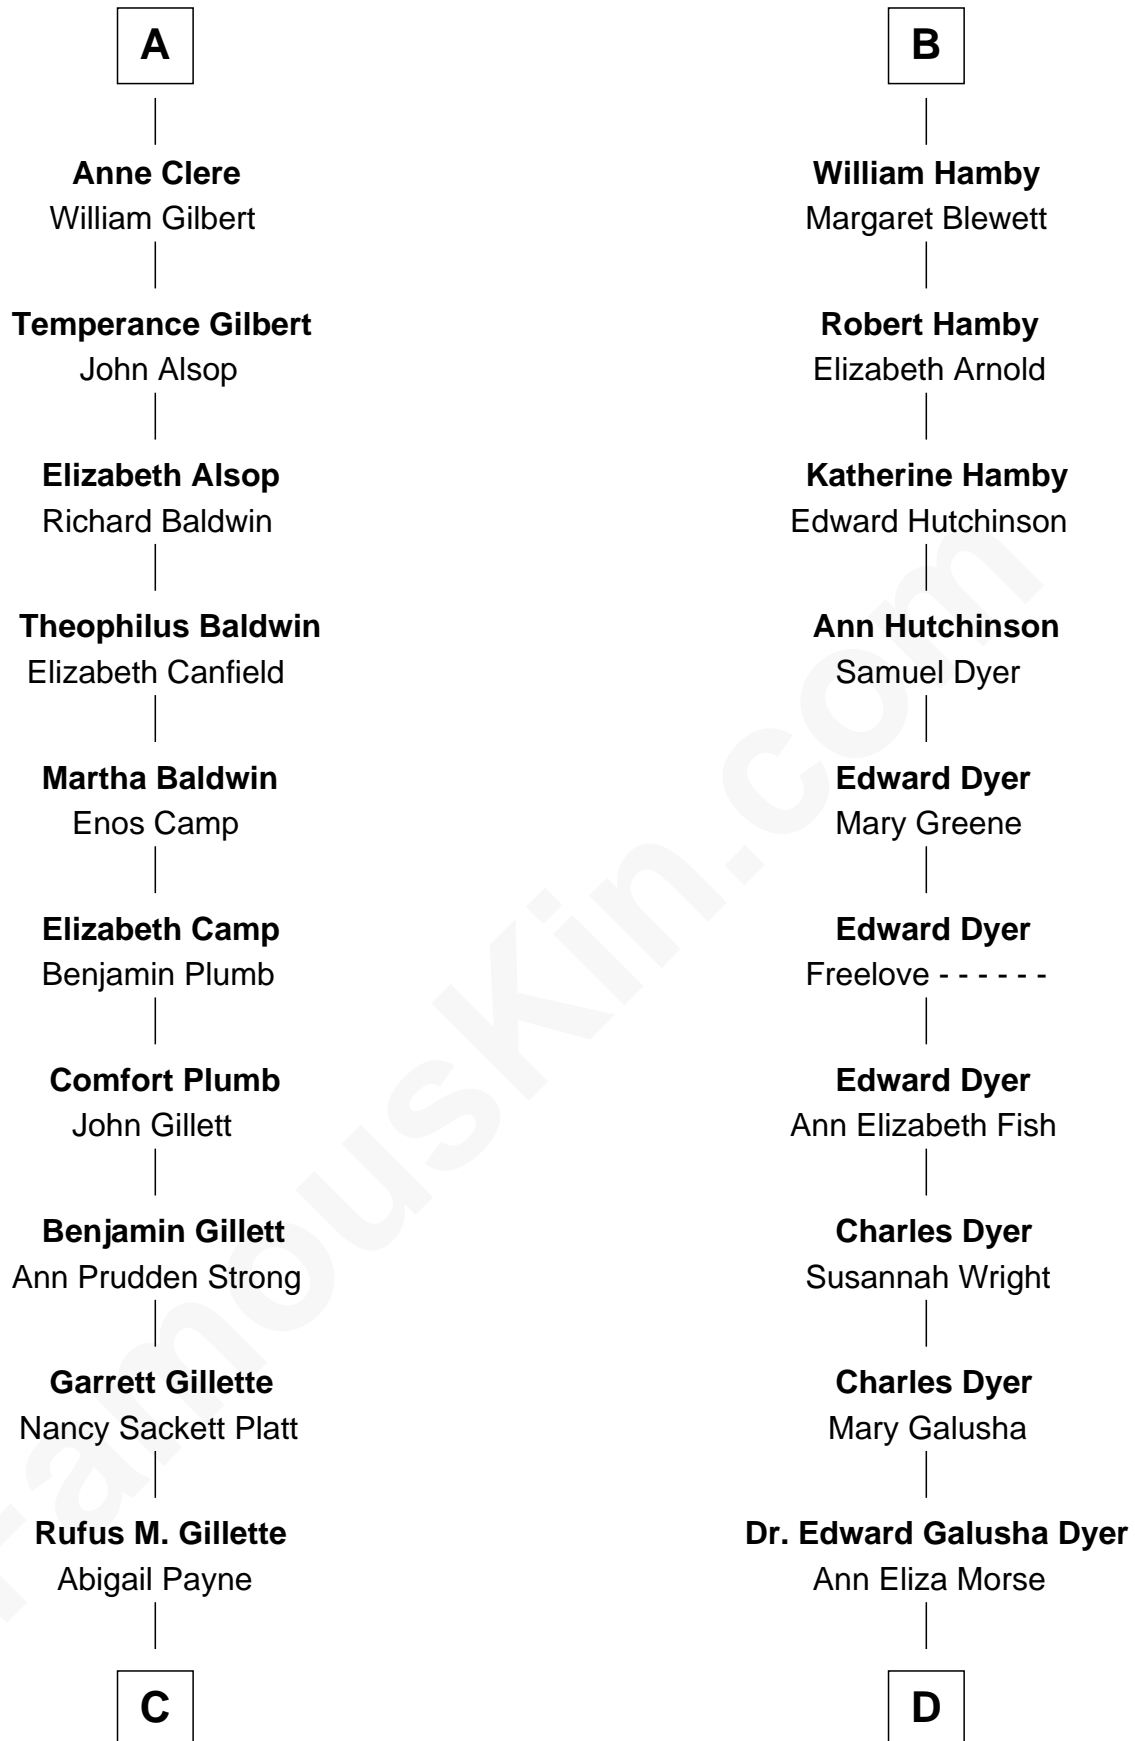 A
Anne Clere
William Gilbert
Temperance Gilbert
John Alsop
Elizabeth Alsop
Richard Baldwin
Theophilus Baldwin
Elizabeth Canfield
Martha Baldwin
Enos Camp
Elizabeth Camp
Benjamin Plumb
Comfort Plumb
John Gillett
Benjamin Gillett
Ann Prudden Strong
Garrett Gillette
Nancy Sackett Platt
Rufus M. Gillette
Abigail Payne
C
B
William Hamby
Margaret Blewett
Robert Hamby
Elizabeth Arnold
Katherine Hamby
Edward Hutchinson
Ann Hutchinson
Samuel Dyer
Edward Dyer
Mary Greene
Edward Dyer
Freelove - - - - - -
Edward Dyer
Ann Elizabeth Fish
Charles Dyer
Susannah Wright
Charles Dyer
Mary Galusha
Dr. Edward Galusha Dyer
Ann Eliza Morse
D
FamousKin.com